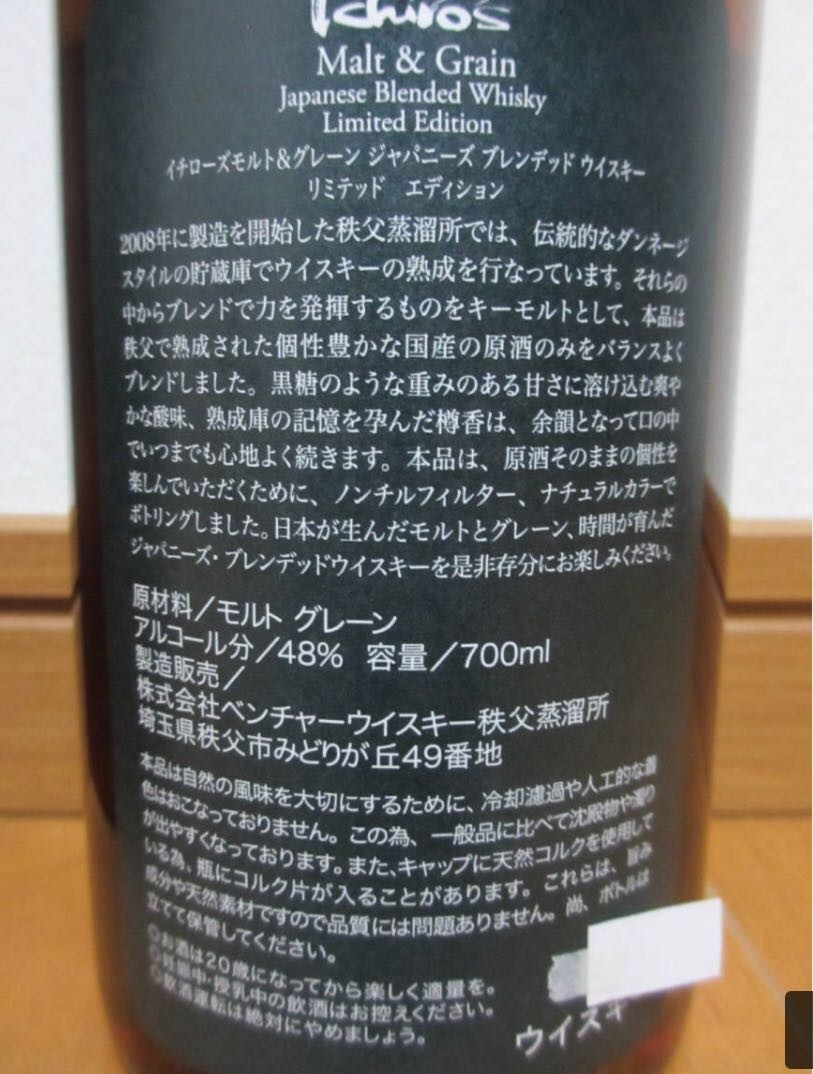 Ichiro's
Malt & Grain
Japanese Blended Whisky
Limited Edition
イチローズモルト&グレーン ジャパニーズ ブレンデッド ウイスキー
リミテッド エディション
2008年に製造を開始した秩父蒸溜所では、伝統的なダンネージ
スタイルの貯蔵庫でウイスキーの熟成を行なっています。それらの
中からブレンドで力を発揮するものをキーモルトとして、本品は
秩父で熟成された個性豊かな国産の原酒のみをバランスよく
ブレンドしました。黒糖のような重みのある甘さに溶け込む爽や
かな酸味、熟成庫の記憶を孕んだ樽香は、余韻となって口の中
でいつまでも心地よく続きます。本品は、原酒そのままの個性を
楽しんでいただくために、ノンチルフィルター、ナチュラルカラーで
ボトリングしました。日本が生んだモルトとグレーン、時間が育んだ
ジャパニーズ・ブレンデッドウイスキーを是非存分にお楽しみください。
原材料／モルト グレーン
アルコール分／48% 容量／700ml
製造販売／
株式会社ベンチャーウイスキー秩父蒸溜所
埼玉県秩父市みどりが丘49番地
本品は自然の風味を大切にするために、冷却濾過や人工的な着
色はおこなっておりません。この為、一般品に比べて沈殿物や濁り
が出やすくなっております。また、キャップに天然コルクを使用して
いる為、瓶にコルク片が入ることがあります。これらは、旨み
成分や天然素材ですので品質には問題ありません。尚、ボトルは
立てて保管してください。
◎お酒は20歳になってから楽しく適量を。
◎妊娠中・授乳中の飲酒はお控えください。
◎飲酒運転は絶対にやめましょう。
ウイスキ